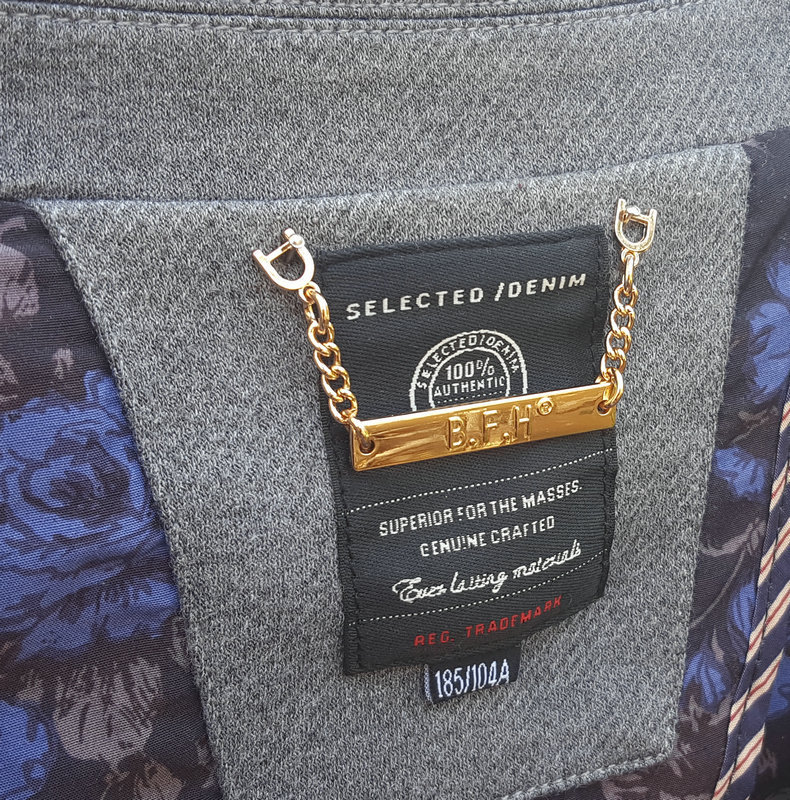 SELECTED /DENIM
SELECTED/DENIM
100%
AUTHENTIC
B.F.H®
SUPERIOR FOR THE MASSES
GENUINE CRAFTED
Ever lasting materials
REG. TRADEMARK
185/104A